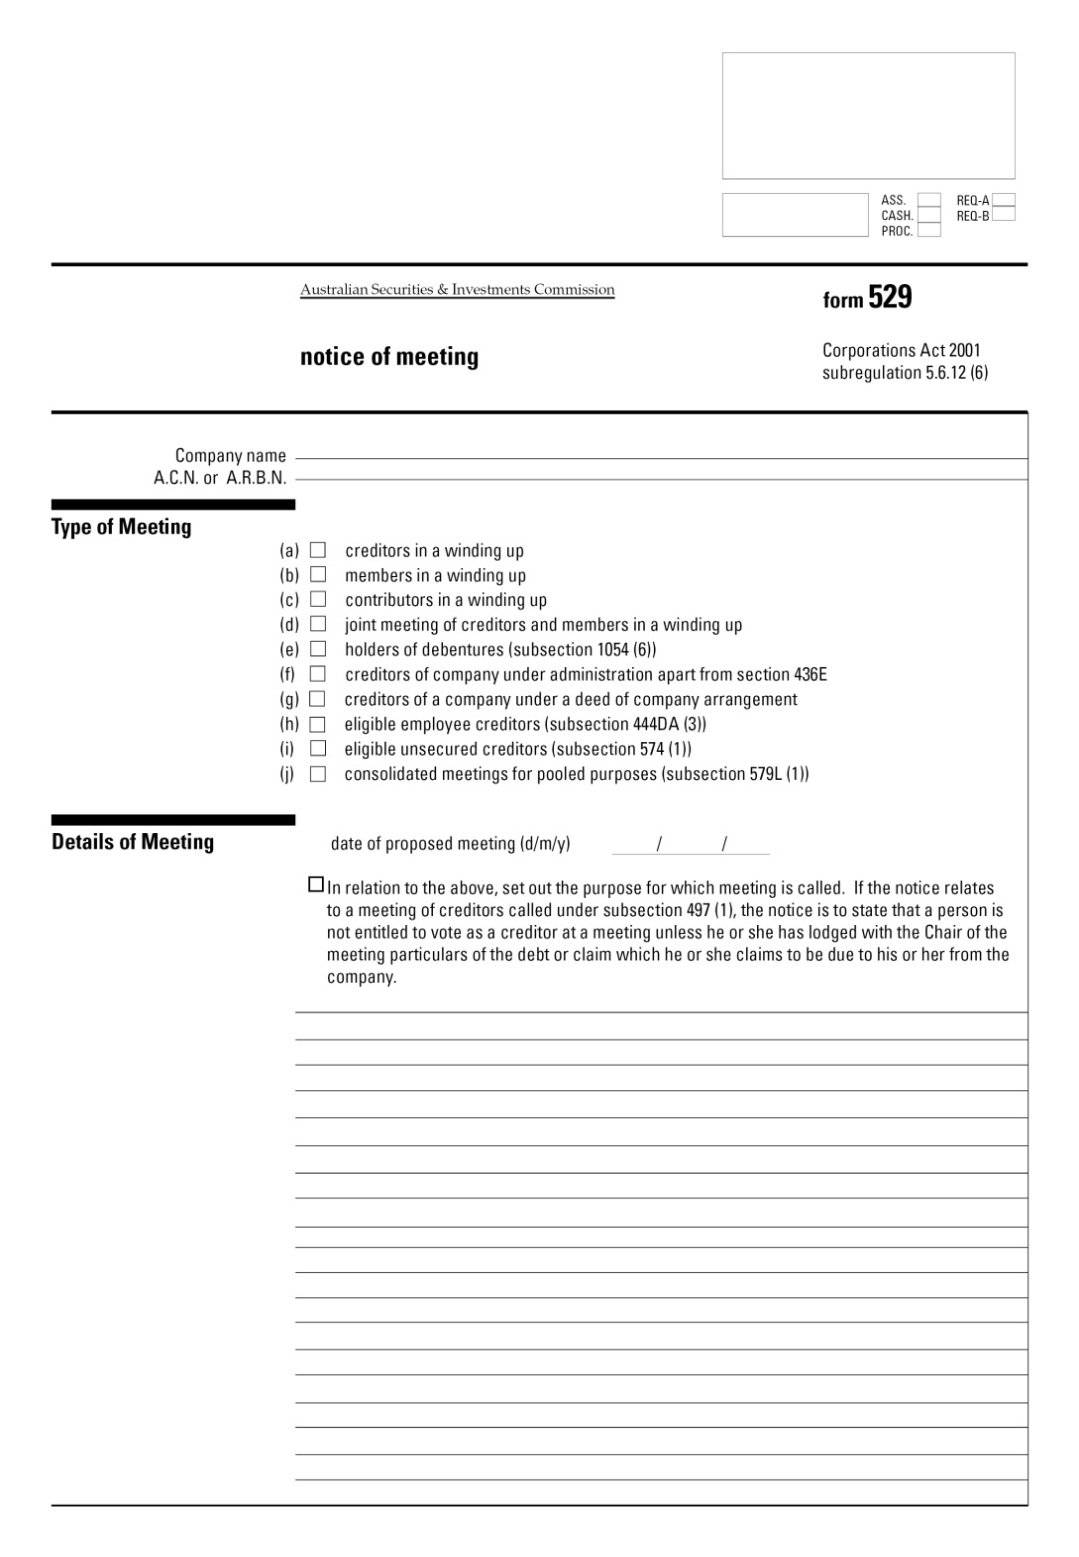 ASS. REQ-A
CASH. REQ-B
PROC.
Australian Securities & Investments Commission
form 529
notice of meeting
Corporations Act 2001
subregulation 5.6.12 (6)
Company name
A.C.N. or A.R.B.N.
Type of Meeting
(a) creditors in a winding up
(b) members in a winding up
(c) contributors in a winding up
(d) joint meeting of creditors and members in a winding up
(e) holders of debentures (subsection 1054 (6))
(f) creditors of company under administration apart from section 436E
(g) creditors of a company under a deed of company arrangement
(h) eligible employee creditors (subsection 444DA (3))
(i) eligible unsecured creditors (subsection 574 (1))
(j) consolidated meetings for pooled purposes (subsection 579L (1))
Details of Meeting
date of proposed meeting (d/m/y) / /
In relation to the above, set out the purpose for which meeting is called. If the notice relates
to a meeting of creditors called under subsection 497 (1), the notice is to state that a person is
not entitled to vote as a creditor at a meeting unless he or she has lodged with the Chair of the
meeting particulars of the debt or claim which he or she claims to be due to his or her from the
company.